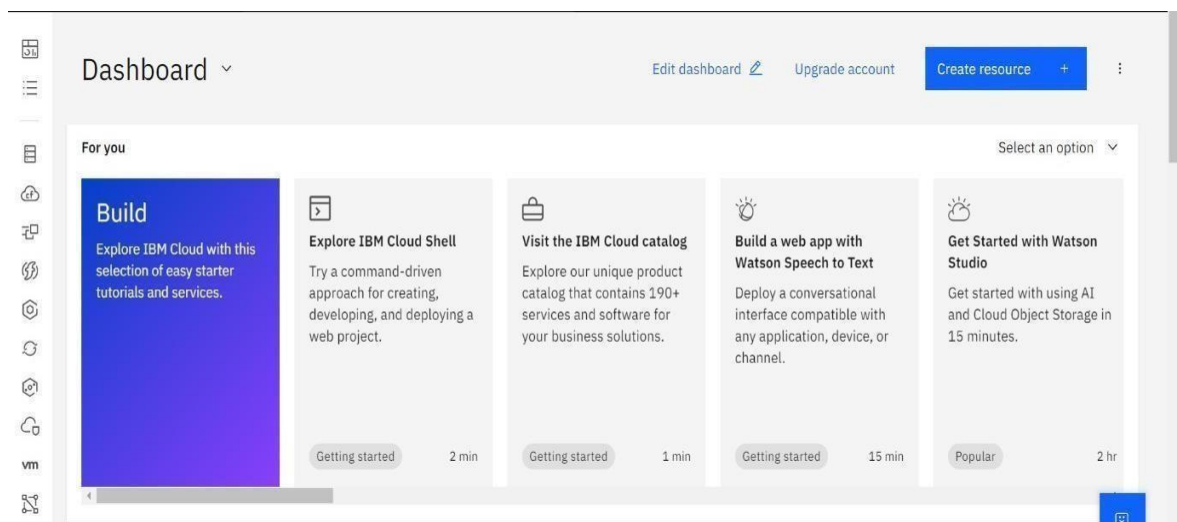 Dashboard
Edit dashboard
Upgrade account
Create resource +
For you
Select an option
Build
Explore IBM Cloud with this
selection of easy starter
tutorials and services.
Explore IBM Cloud Shell
Try a command-driven
approach for creating,
developing, and deploying a
web project.
Getting started
2 min
Visit the IBM Cloud catalog
Explore our unique product
catalog that contains 190+
services and software for
your business solutions.
Getting started
1 min
Build a web app with
Watson Speech to Text
Deploy a conversational
interface compatible with
any application, device, or
channel.
Getting started
15 min
Get Started with Watson
Studio
Get started with using AI
and Cloud Object Storage in
15 minutes.
Popular
2 hr
cf
vm